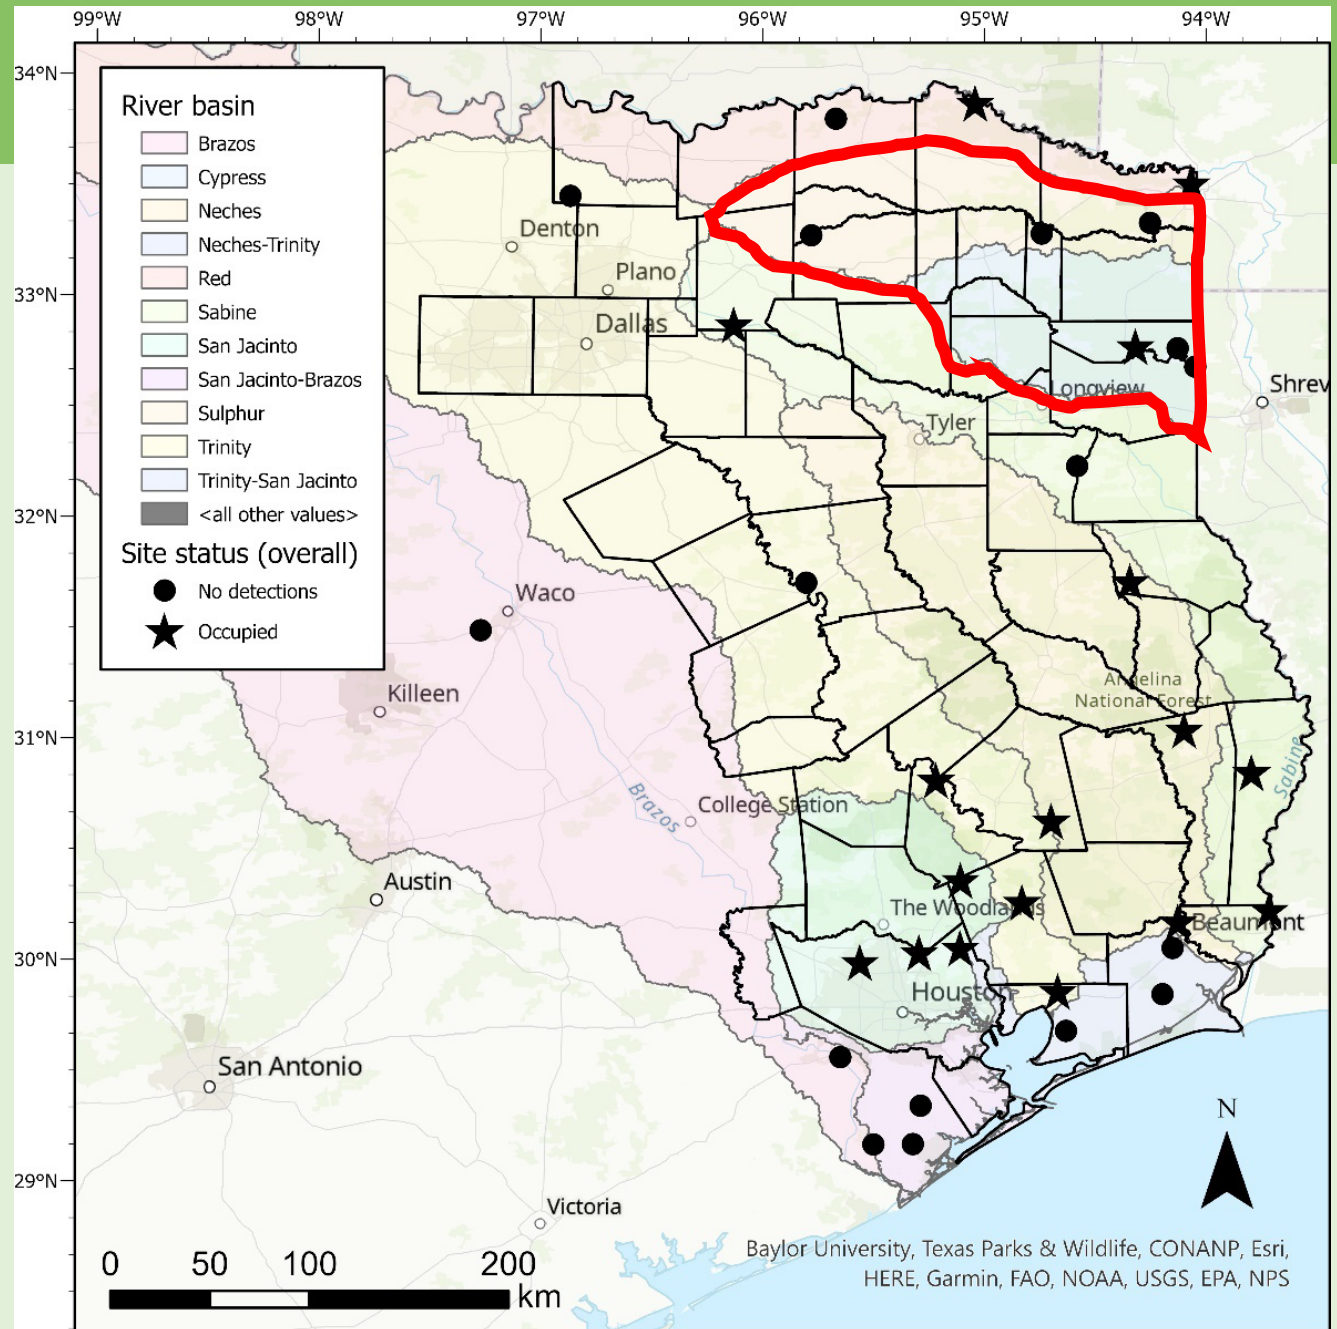 99°W 98°W 97°W 96°W 95°W 94°W
34°N
33°N
32°N
31°N
30°N
29°N
River basin
Brazos
Cypress
Neches
Neches-Trinity
Red
Sabine
San Jacinto
San Jacinto-Brazos
Sulphur
Trinity
Trinity-San Jacinto
<all other values>
Site status (overall)
No detections
Occupied
Denton
Plano
Dallas
Longview
Shrev
Tyler
Waco
Killeen
Angelina
National Forest
Sabine
Brazos
College Station
Austin
The Woodlands
Beaumont
Houston
San Antonio
Victoria
N
0 50 100 200
km
Baylor University, Texas Parks & Wildlife, CONANP, Esri,
HERE, Garmin, FAO, NOAA, USGS, EPA, NPS